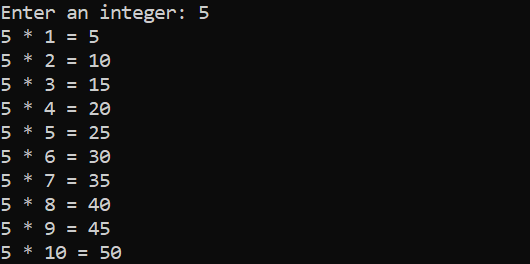 Enter an integer: 5
5 * 1 = 5
5 * 2 = 10
5 * 3 = 15
5 * 4 = 20
5 * 5 = 25
5 * 6 = 30
5 * 7 = 35
5 * 8 = 40
5 * 9 = 45
5 * 10 = 50